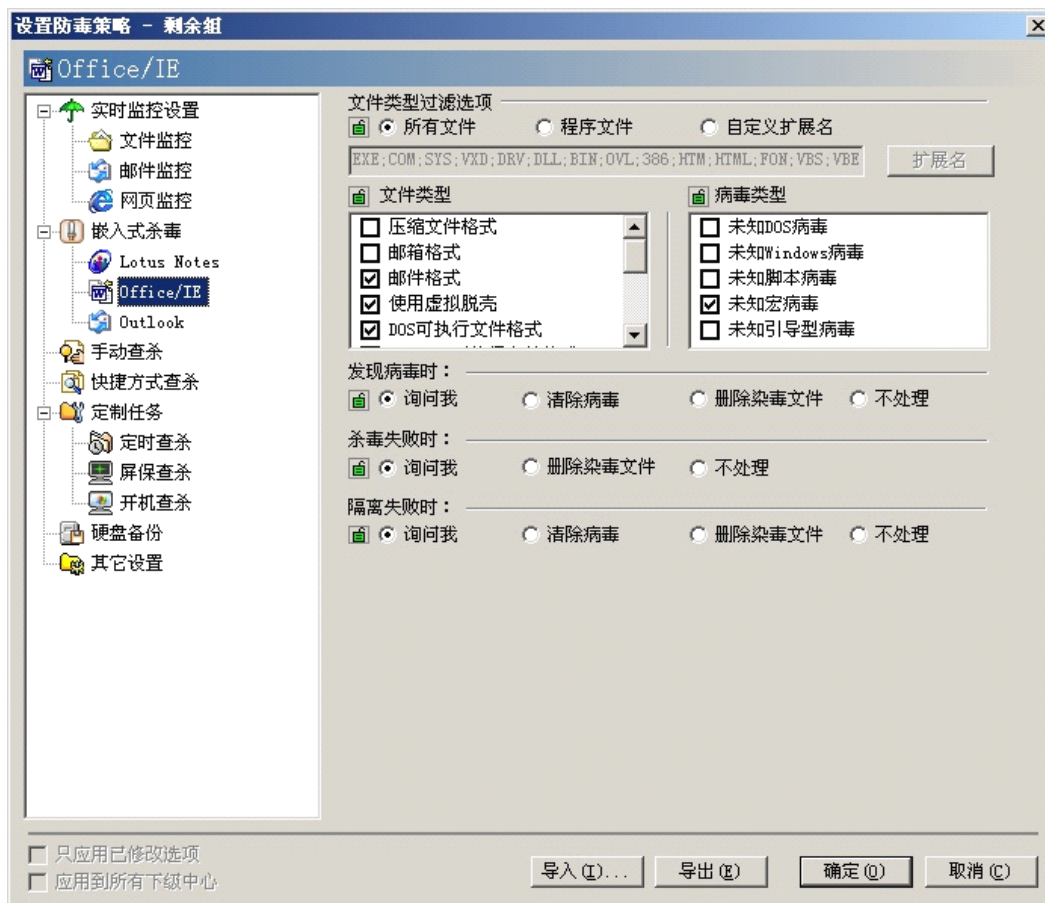 设置防毒策略 - 剩余组
Office/IE
实时监控设置
文件监控
邮件监控
网页监控
嵌入式杀毒
Lotus Notes
Office/IE
Outlook
手动查杀
快捷方式查杀
定制任务
定时查杀
屏保查杀
开机查杀
硬盘备份
其它设置
文件类型过滤选项
所有文件 程序文件 自定义扩展名
EXE;COM;SYS;VXD;DRV;DLL;BIN;OVL;386;HTM;HTML;FON;VBS;VBE 扩展名
文件类型
压缩文件格式
邮箱格式
邮件格式
使用虚拟脱壳
DOS可执行文件格式
病毒类型
未知DOS病毒
未知Windows病毒
未知脚本病毒
未知宏病毒
未知引导型病毒
发现病毒时：
询问我 清除病毒 删除染毒文件 不处理
杀毒失败时：
询问我 删除染毒文件 不处理
隔离失败时：
询问我 清除病毒 删除染毒文件 不处理
只应用已修改选项
应用到所有下级中心
导入(I)... 导出(E) 确定(O) 取消(C)